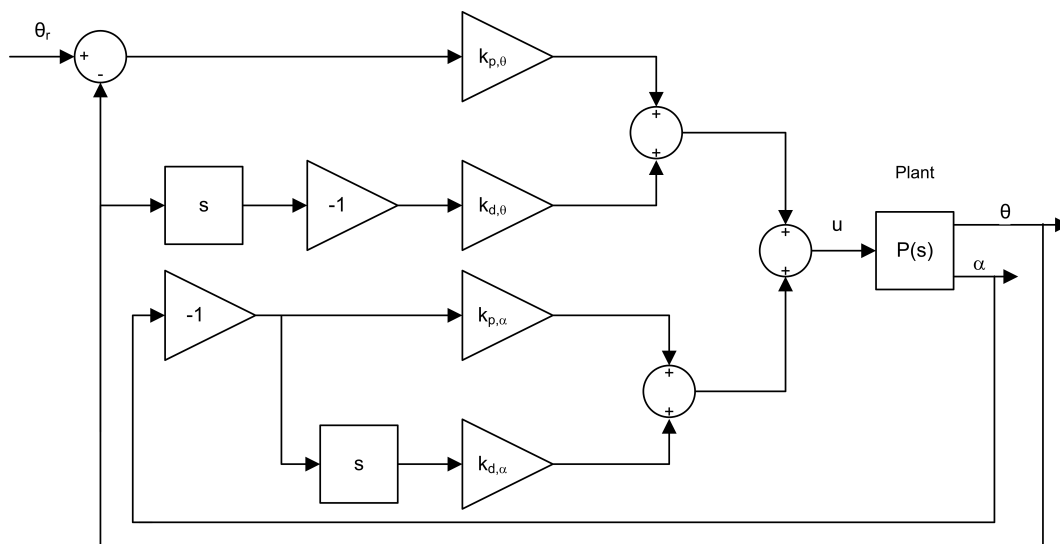 θr
+
-
kp,θ
+
+
s
-1
kd,θ
Plant
+
+
u
P(s)
θ
α
-1
kp,α
+
+
s
kd,α